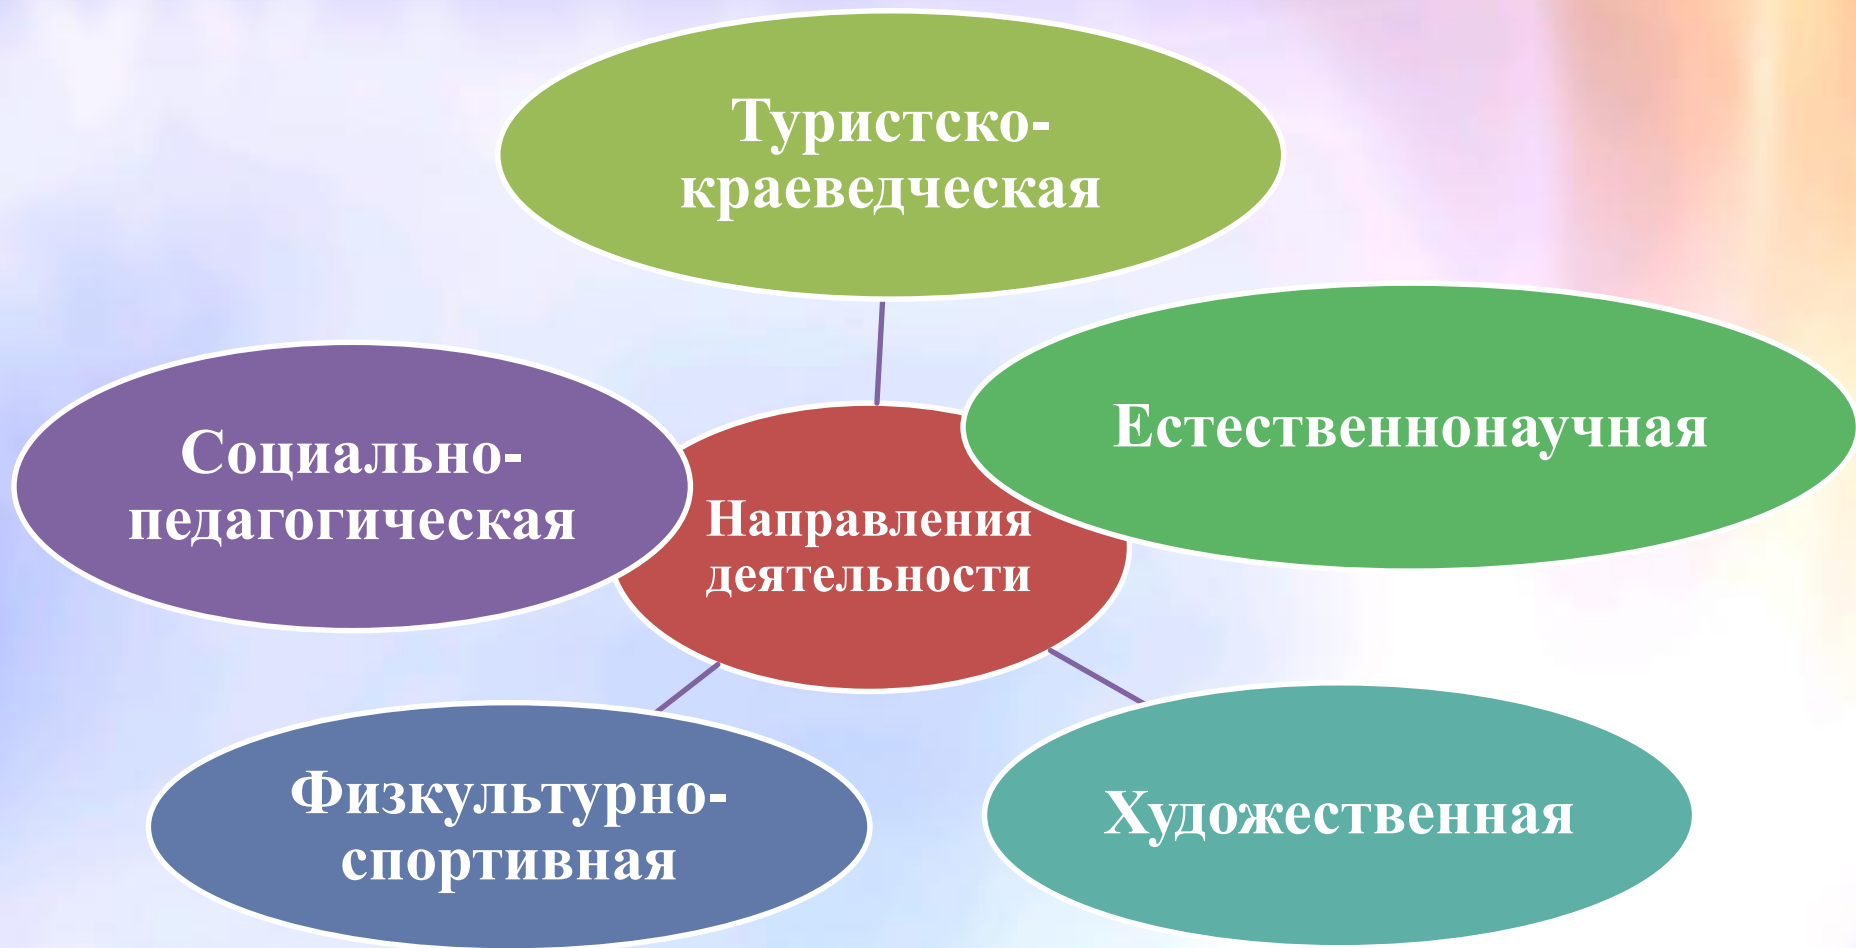 Туристско-
краеведческая
Естественнонаучная
Социально-
педагогическая
Направления
деятельности
Физкультурно-
спортивная
Художественная